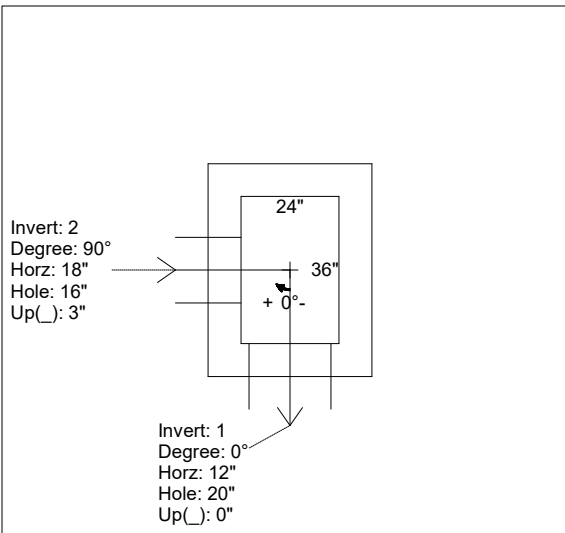 24"
Invert: 2
Degree: 90°
Horz: 18"
Hole: 16"
Up(_): 3"
36"
+ 0°-
Invert: 1
Degree: 0°
Horz: 12"
Hole: 20"
Up(_): 0"